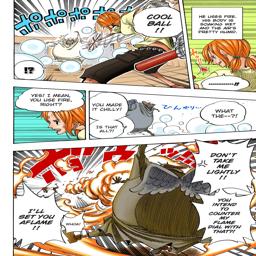 COOL
BALL !!
HE USES FIRE,
HIS BODY IS
SOAKING WET
AND THE AIR'S
PRETTY HUMID.
!?
YES! I MEAN,
YOU USE FIRE,
RIGHT?
YOU MADE
IT CHILLY?
IS THAT
ALL?!
WHAT
THE--?!
DON'T
TAKE
ME
LIGHTLY
!!
I'LL
SET YOU
AFLAME !!
WHOA!
YOU
INTEND TO
COUNTER
MY FLAME
DIAL WITH
THAT?!